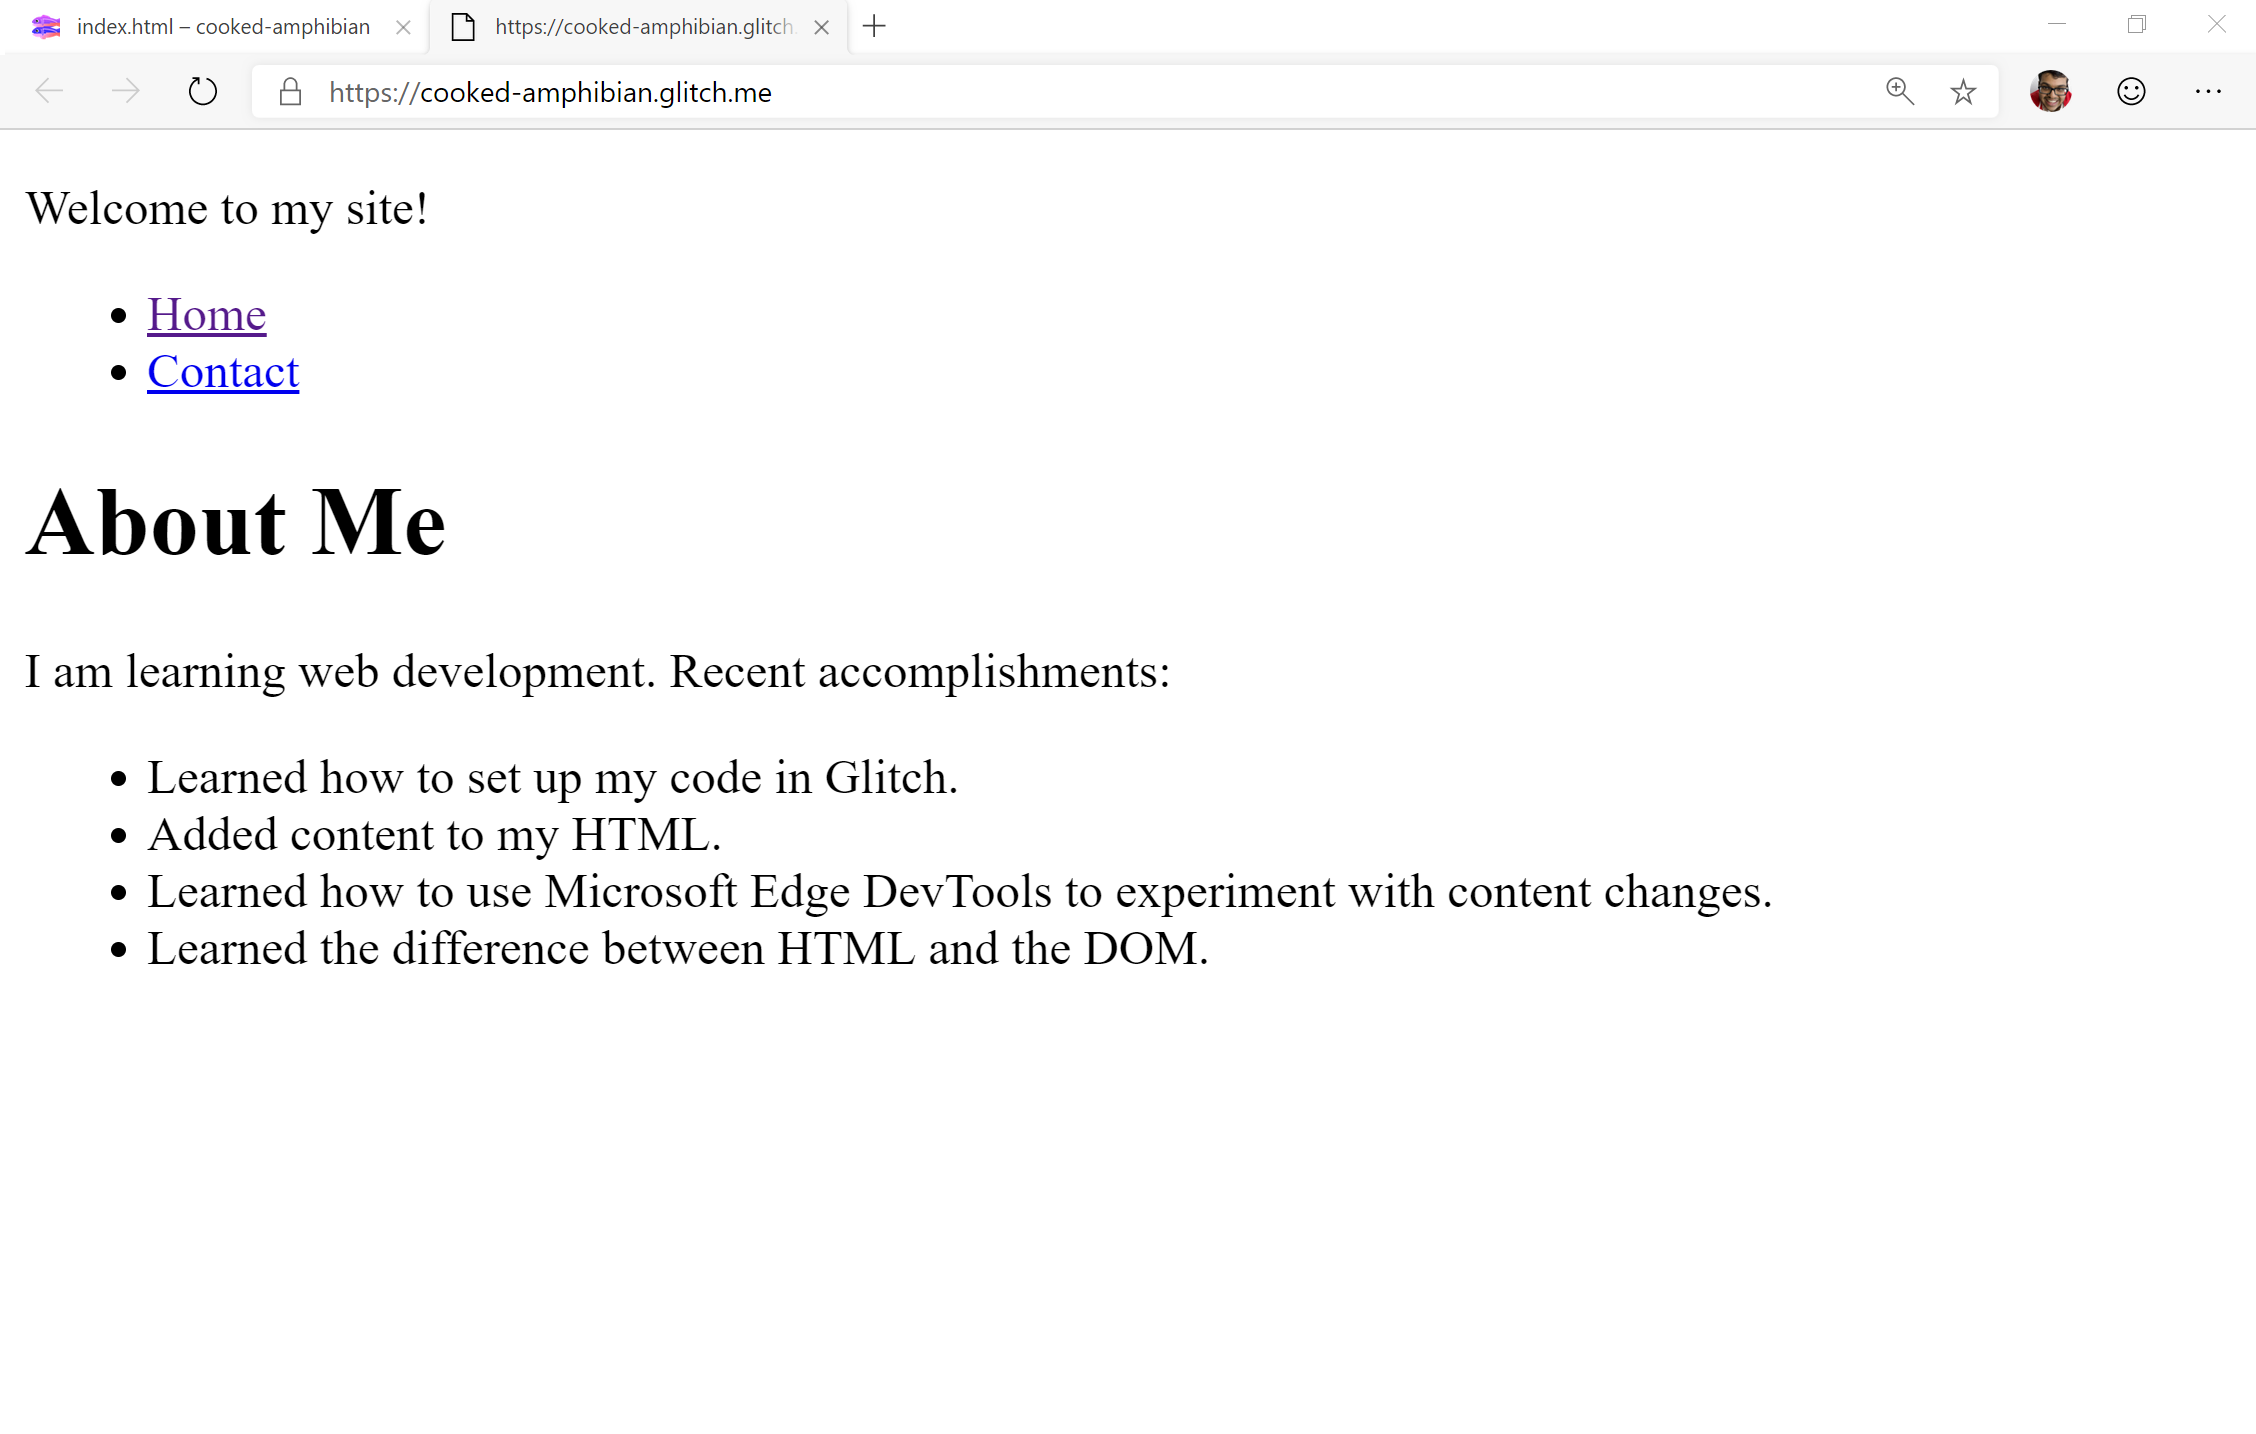 index.html – cooked-amphibian
https://cooked-amphibian.glitch.
https://cooked-amphibian.glitch.me
Welcome to my site!
Home
Contact
About Me
I am learning web development. Recent accomplishments:
Learned how to set up my code in Glitch.
Added content to my HTML.
Learned how to use Microsoft Edge DevTools to experiment with content changes.
Learned the difference between HTML and the DOM.